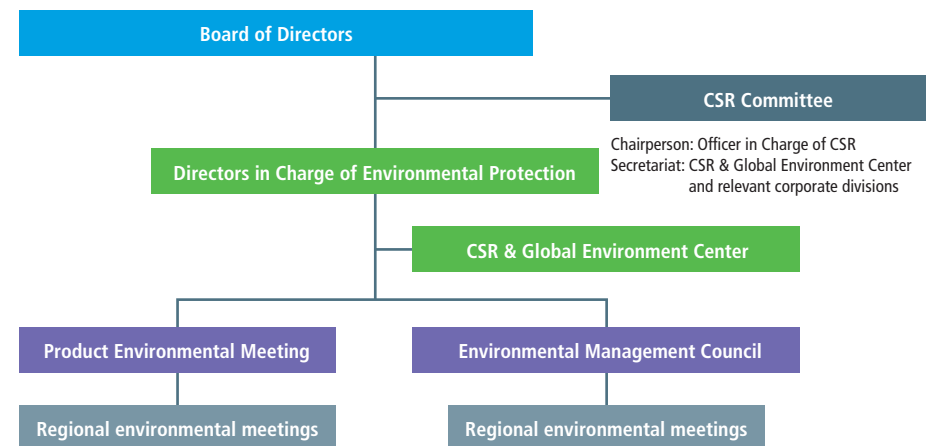 Board of Directors
CSR Committee
Chairperson: Officer in Charge of CSR
Secretariat: CSR & Global Environment Center
and relevant corporate divisions
Directors in Charge of Environmental Protection
CSR & Global Environment Center
Product Environmental Meeting
Environmental Management Council
Regional environmental meetings
Regional environmental meetings